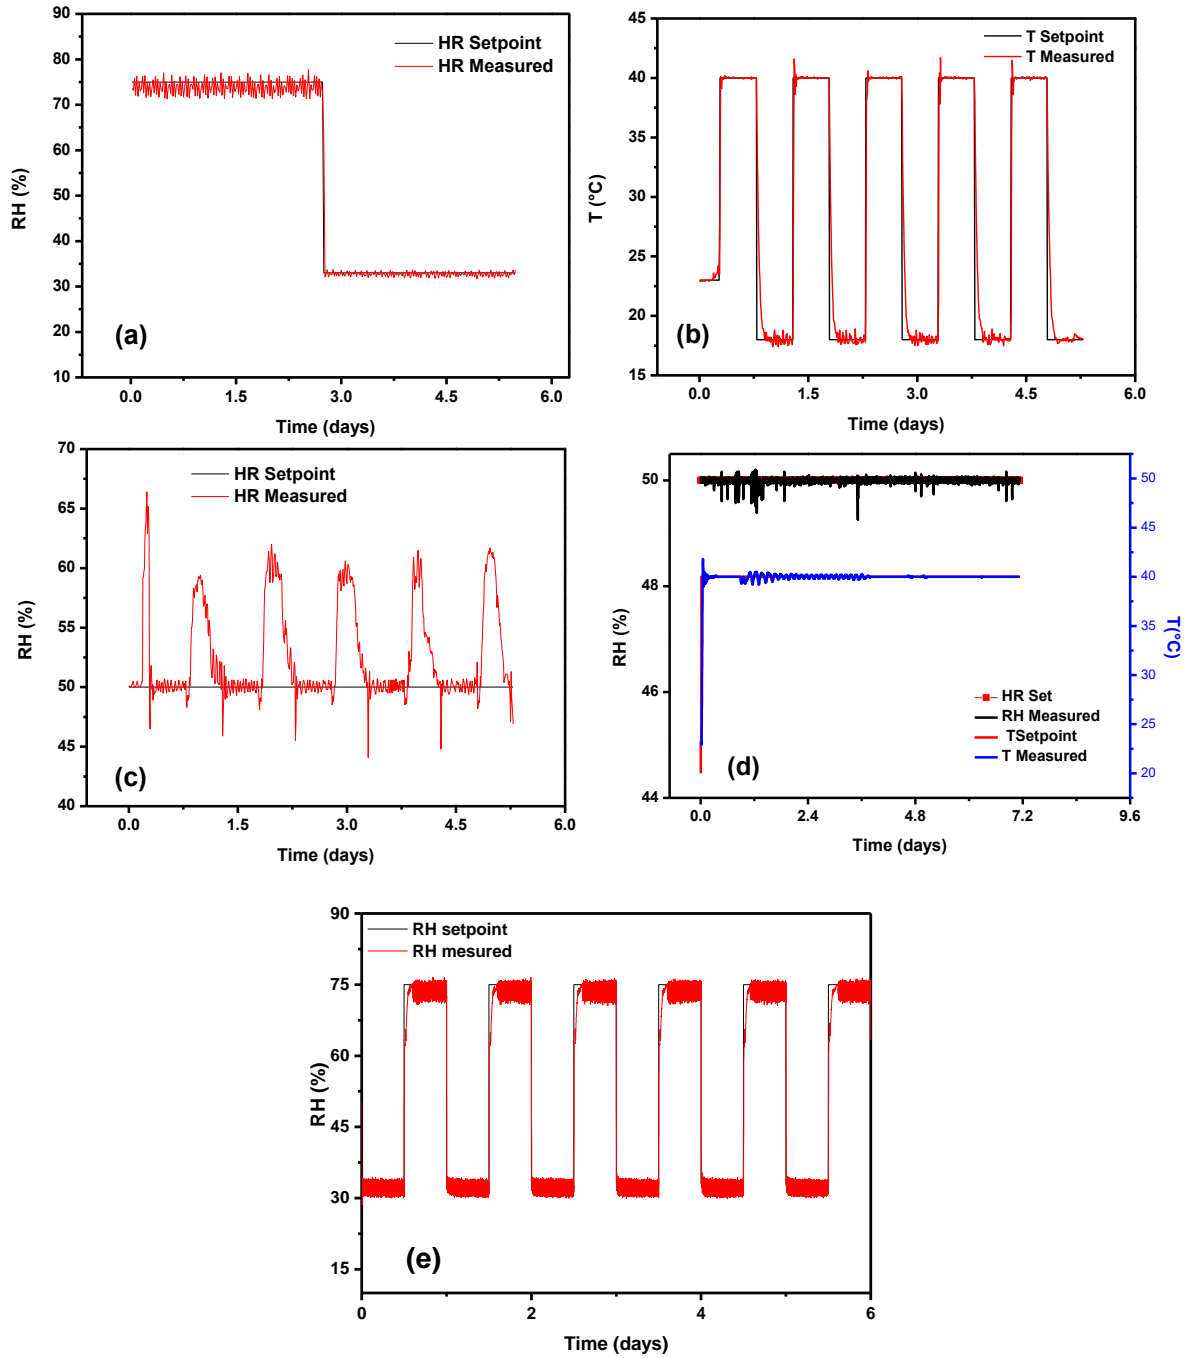 90
80
70
60
50
40
30
20
10
RH (%)
HR Setpoint
HR Measured
(a)
0.0 1.5 3.0 4.5 6.0
Time (days)
45
40
35
30
25
20
15
T (°C)
T Setpoint
T Measured
(b)
0.0 1.5 3.0 4.5 6.0
Time (days)
70
65
60
55
50
45
40
RH (%)
HR Setpoint
HR Measured
(c)
0.0 1.5 3.0 4.5 6.0
Time (days)
50
48
46
44
RH (%)
50
45
40
35
30
25
20
T(°C)
HR Set
RH Measured
TSetpoint
T Measured
(d)
0.0 2.4 4.8 7.2 9.6
Time (days)
90
75
60
45
30
15
RH (%)
RH setpoint
RH mesured
(e)
0 2 4 6
Time (days)